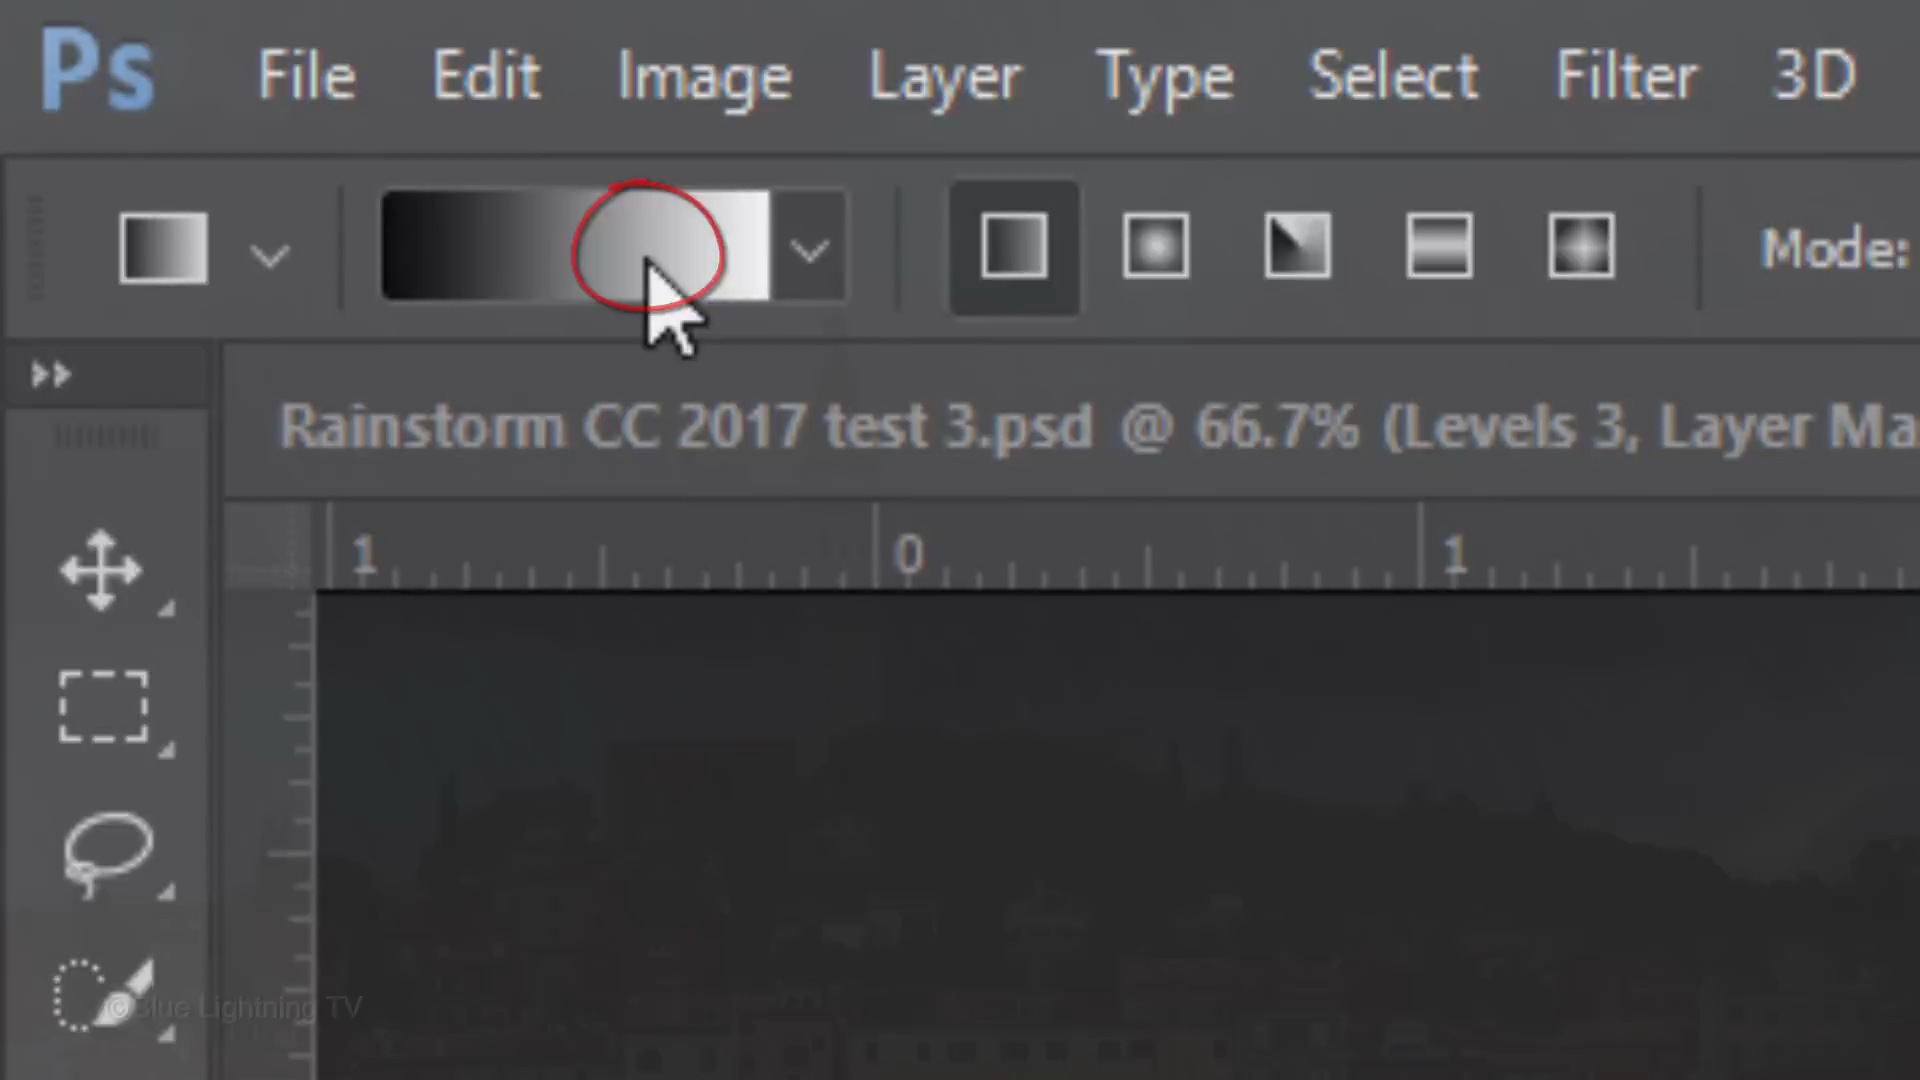 Ps File Edit Image Layer Type Select Filter 3D
Mode:
Rainstorm CC 2017 test 3.psd @ 66.7% (Levels 3, Layer Ma
1 0 1
©Blue Lightning TV